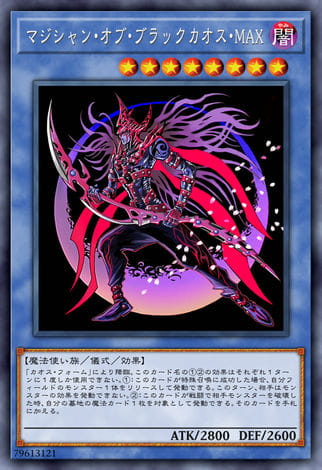 マジシャン・オブ・ブラックカオス・MAX
やみ
闇
【魔法使い族/儀式/効果】
「カオス・フォーム」により降臨。このカード名の①②の効果はそれぞれ１ター
ンに１度しか使用できない。①：このカードが特殊召喚に成功した場合、自分フ
ィールドのモンスター１体をリリースして発動できる。このターン、相手はモン
スターの効果を発動できない。②：このカードが戦闘で相手モンスターを破壊し
た時、自分の墓地の魔法カード１枚を対象として発動できる。そのカードを手札
に加える。
ATK/2800 DEF/2600
79613121